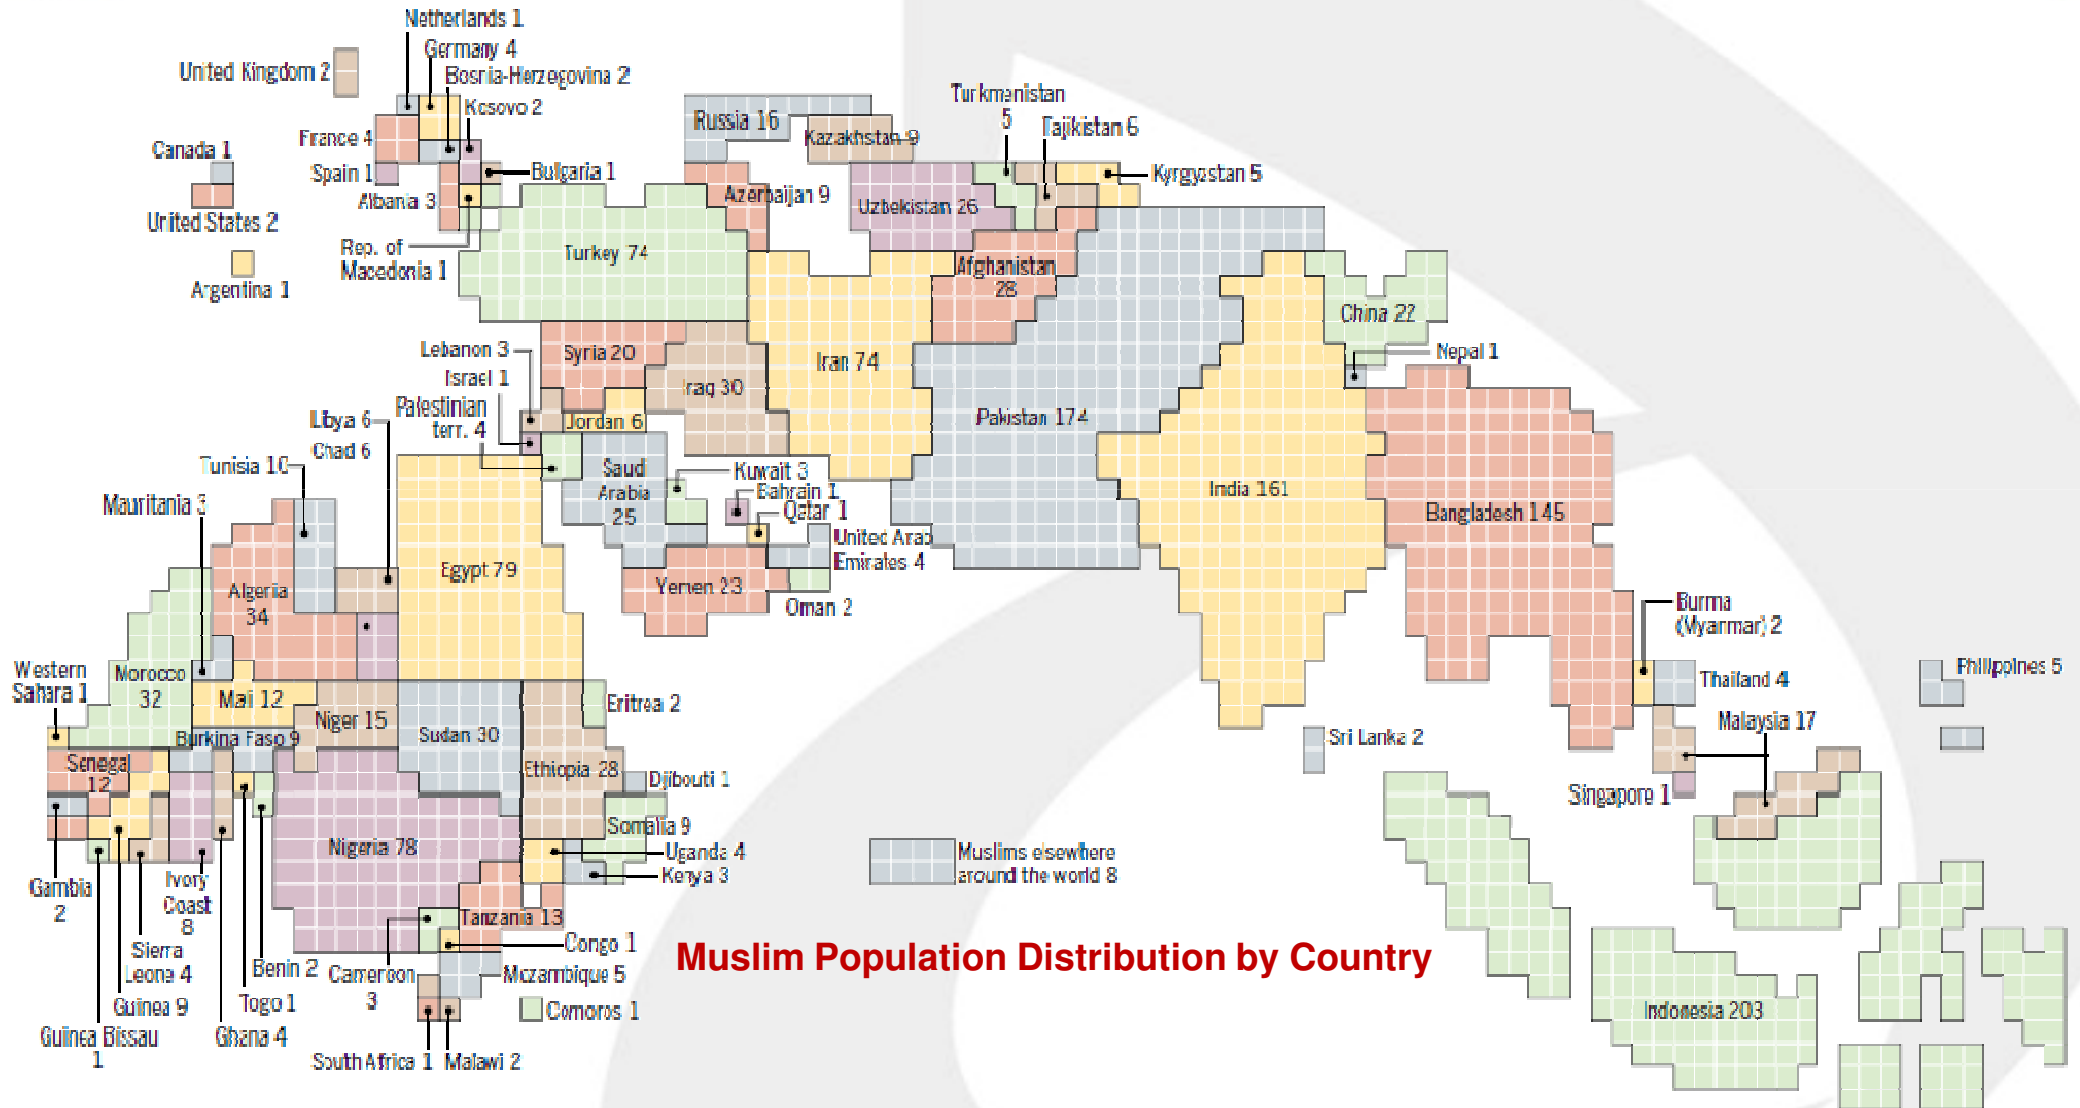 Netherlands 1
Germany 4
United Kingdom 2
Bosnia-Herzegovina 2
Kosovo 2
France 4
Canada 1
Spain 1
Bulgaria 1
Albania 3
United States 2
Rep. of
Macedonia 1
Argentina 1
Russia 16
Kazakhstan 9
Turkmenistan
5
Tajikistan 6
Kyrgyzstan 5
Azerbaijan 9
Uzbekistan 26
Turkey 74
Afghanistan
28
China 22
Nepal 1
Lebanon 3
Syria 20
Israel 1
Iraq 30
Iran 74
Palestinian
terr. 4
Jordan 6
Pakistan 174
Libya 6
Chad 6
Tunisia 10
Saudi
Arabia
25
Kuwait 3
Bahrain 1
Qatar 1
United Arab
Emirates 4
India 161
Bangladesh 145
Mauritania 3
Egypt 79
Algeria
34
Yemen 23
Oman 2
Burma
(Myanmar) 2
Western
Sahara 1
Morocco
32
Mali 12
Niger 15
Sudan 30
Eritrea 2
Thailand 4
Philippines 5
Burkina Faso 9
Sri Lanka 2
Malaysia 17
Senegal
12
Ethiopia 28
Djibouti 1
Singapore 1
Somalia 9
Nigeria 78
Uganda 4
Kenya 3
Muslims elsewhere
around the world 8
Gambia
2
Ivory
Coast
8
Tanzania 13
Congo 1
Muslim Population Distribution by Country
Sierra
Leone 4
Benin 2
Cameroon
3
Mozambique 5
Guinea 9
Togo 1
Comoros 1
Indonesia 203
Guinea Bissau
1
Ghana 4
South Africa 1
Malawi 2